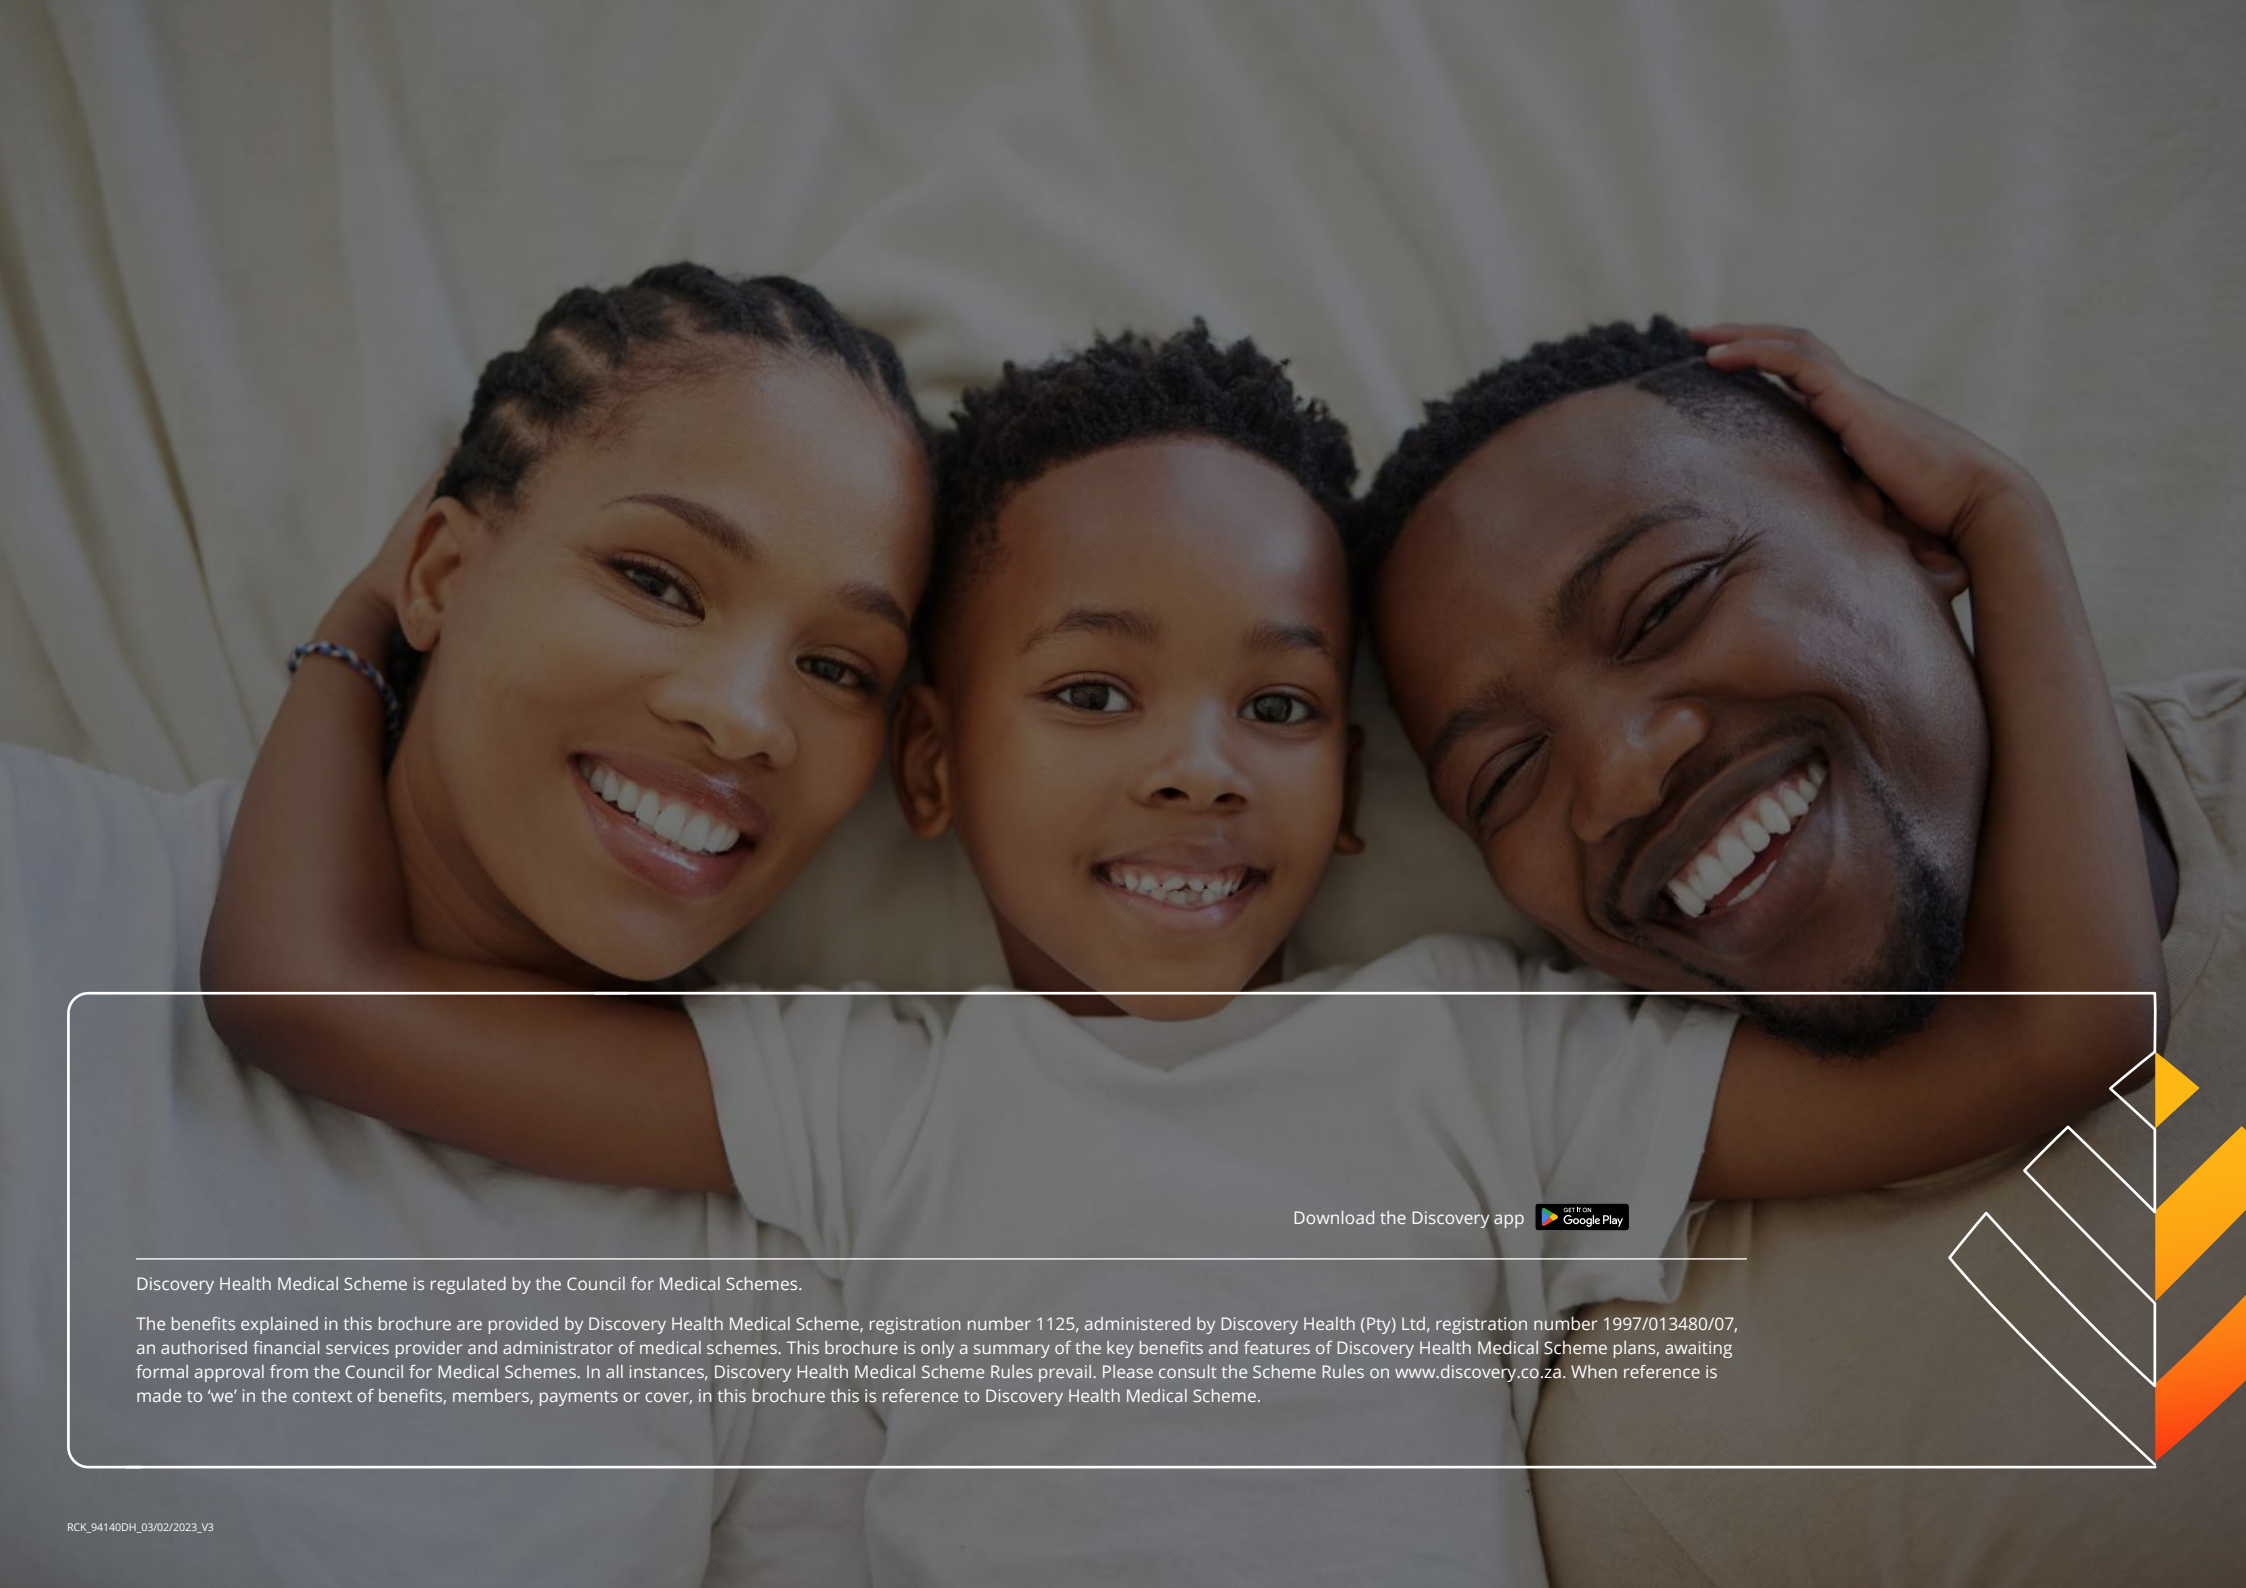 Download the Discovery app
GET IT ON
Google Play
Discovery Health Medical Scheme is regulated by the Council for Medical Schemes.
The benefits explained in this brochure are provided by Discovery Health Medical Scheme, registration number 1125, administered by Discovery Health (Pty) Ltd, registration number 1997/013480/07,
an authorised financial services provider and administrator of medical schemes. This brochure is only a summary of the key benefits and features of Discovery Health Medical Scheme plans, awaiting
formal approval from the Council for Medical Schemes. In all instances, Discovery Health Medical Scheme Rules prevail. Please consult the Scheme Rules on www.discovery.co.za. When reference is
made to ‘we’ in the context of benefits, members, payments or cover, in this brochure this is reference to Discovery Health Medical Scheme.
RCK_94140DH_03/02/2023_V3